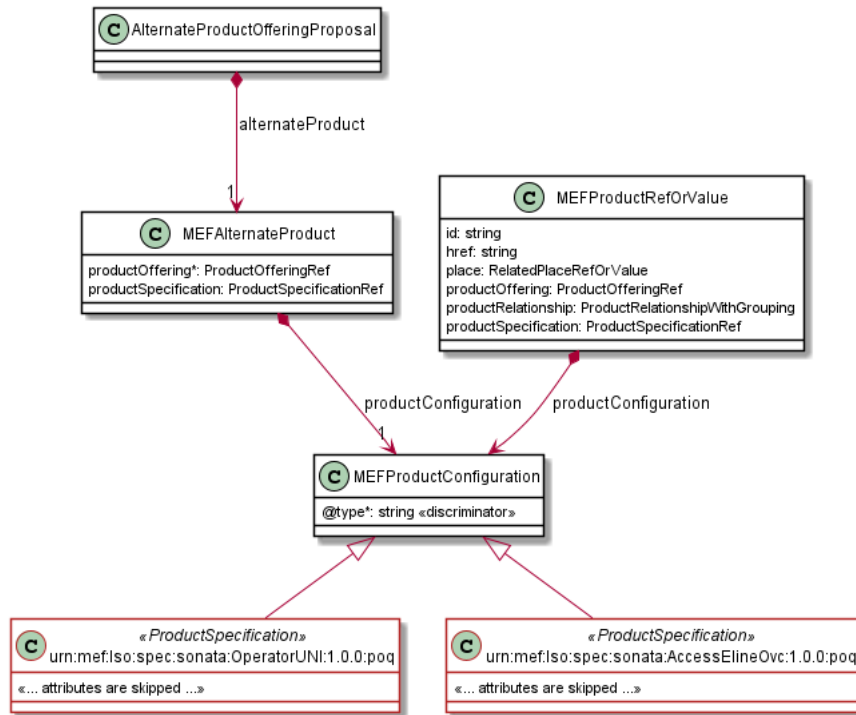 C AlternateProductOfferingProposal
alternateProduct
1
C MEFAlternateProduct
productOffering*: ProductOfferingRef
productSpecification: ProductSpecificationRef
C MEFProductRefOrValue
id: string
href: string
place: RelatedPlaceRefOrValue
productOffering: ProductOfferingRef
productRelationship: ProductRelationshipWithGrouping
productSpecification: ProductSpecificationRef
productConfiguration
1
productConfiguration
C MEFProductConfiguration
@type*: string «discriminator»
C «ProductSpecification»
urn:mef:lso:spec:sonata:OperatorUNI:1.0.0:poq
«... attributes are skipped ...»
C «ProductSpecification»
urn:mef:lso:spec:sonata:AccessElineOvc:1.0.0:poq
«... attributes are skipped ...»